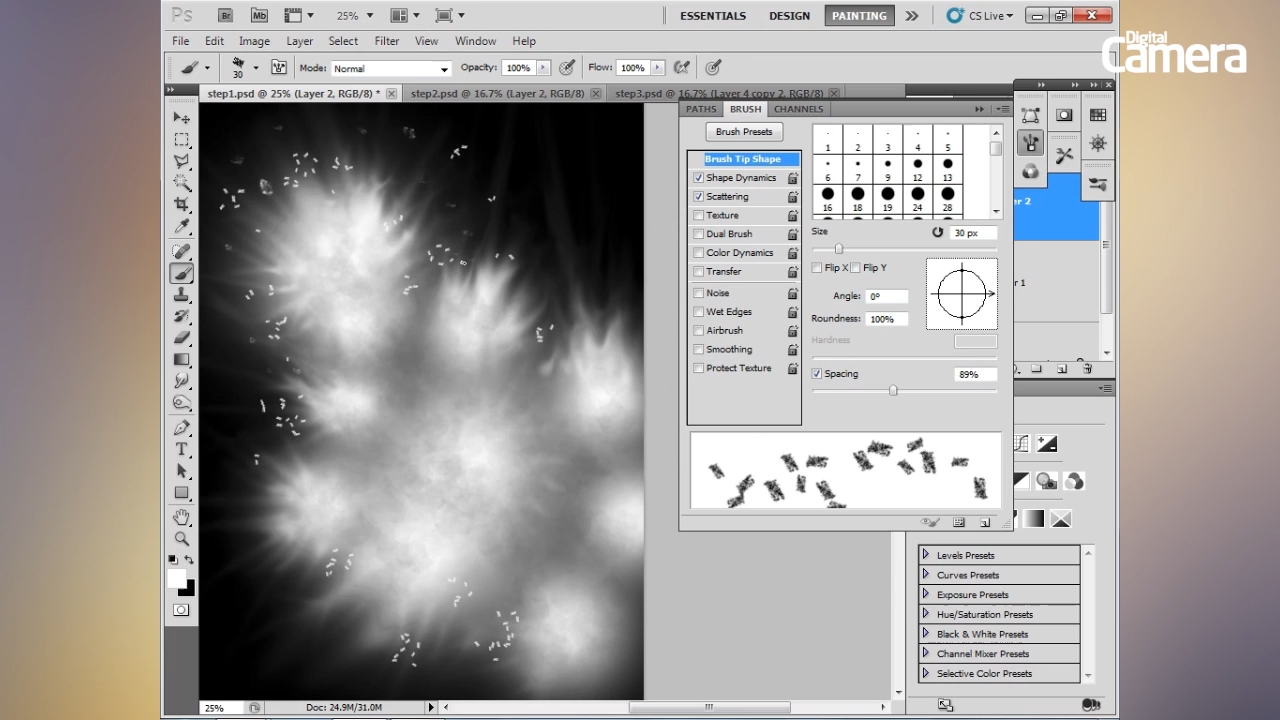 Ps Br Mb 25% ESSENTIALS DESIGN PAINTING CS Live
Digital
Camera
File Edit Image Layer Select Filter View Window Help
30 Mode: Normal Opacity: 100% Flow: 100%
step1.psd @ 25% (Layer 2, RGB/8) * step2.psd @ 16.7% (Layer 2, RGB/8) step3.psd @ 16.7% (Layer 4 copy 2, RGB/8)
PATHS BRUSH CHANNELS
Brush Presets
1 2 3 4 5
6 7 9 12 13
16 18 19 24 28
Brush Tip Shape
Shape Dynamics
Scattering
Texture
Dual Brush
Color Dynamics
Transfer
Noise
Wet Edges
Airbrush
Smoothing
Protect Texture
Size 30 px
Flip X Flip Y
Angle: 0º
Roundness: 100%
Hardness
Spacing 89%
er 2
er 1
Levels Presets
Curves Presets
Exposure Presets
Hue/Saturation Presets
Black & White Presets
Channel Mixer Presets
Selective Color Presets
25% Doc: 24.9M/31.0M